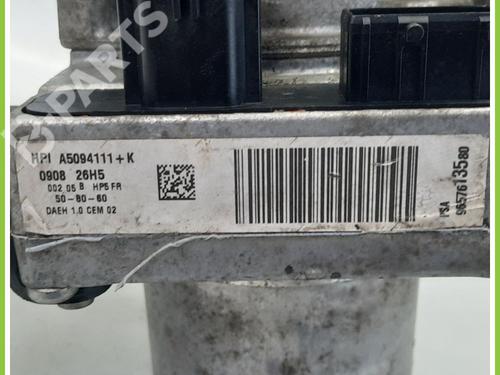 HPI A5094111+K
0908 26H5
002 05 B HP5 FR
50-80-60
DAEH 1.0 CEM 02
PSA
9657613580
B-PARTS